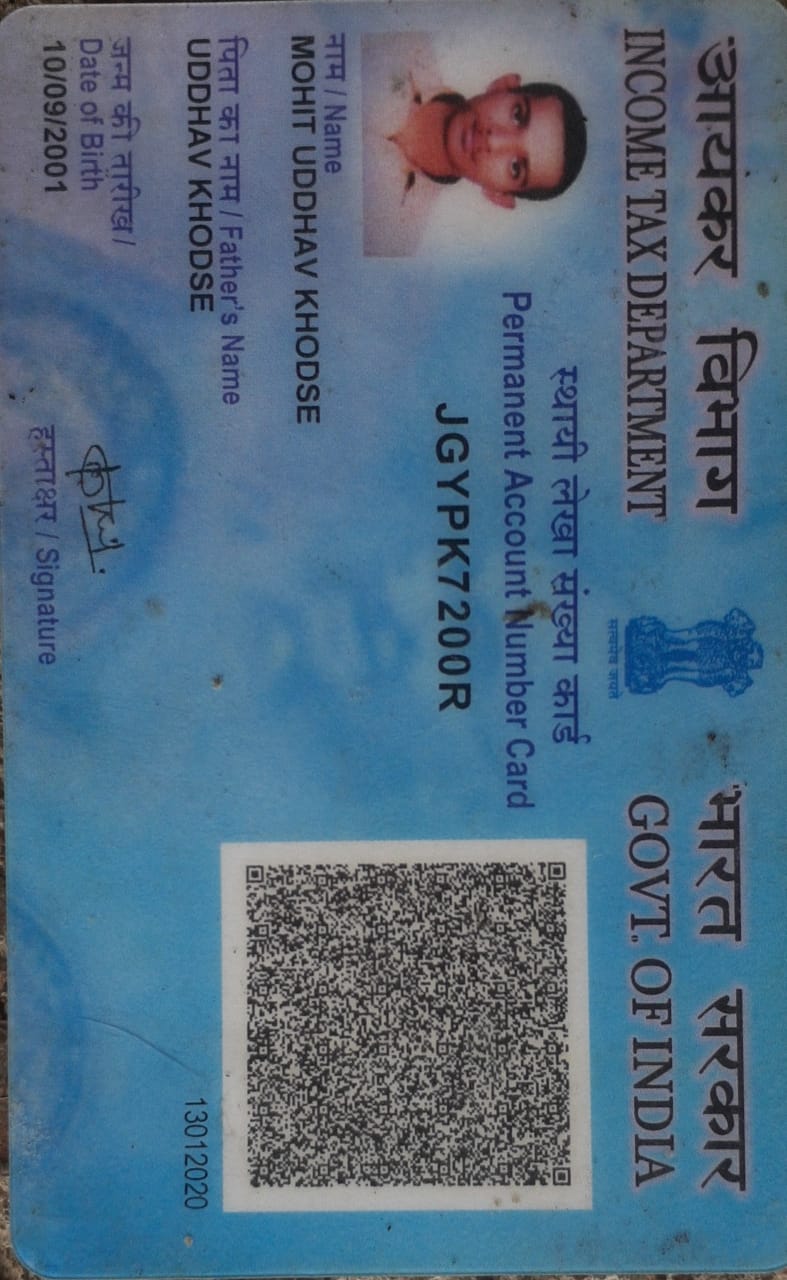 आयकर विभाग
INCOME TAX DEPARTMENT
सत्यमेव जयते
भारत सरकार
GOVT. OF INDIA
स्थायी लेखा संख्या कार्ड
Permanent Account Number Card
JGYPK7200R
नाम / Name
MOHIT UDDHAV KHODSE
पिता का नाम / Father's Name
UDDHAV KHODSE
जन्म की तारीख /
Date of Birth
10/09/2001
हस्ताक्षर / Signature
13012020